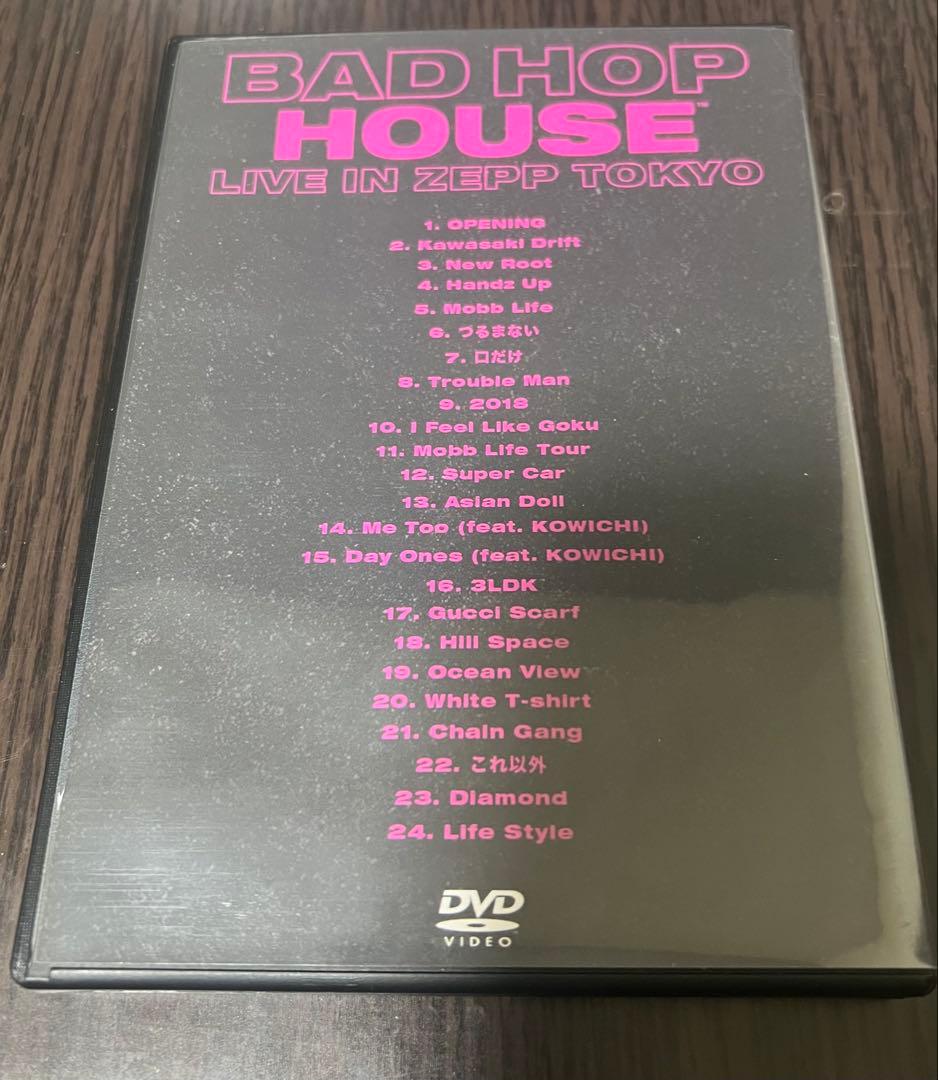 BAD HOP
HOUSE™
LIVE IN ZEPP TOKYO
1. OPENING
2. Kawasaki Drift
3. New Root
4. Handz Up
5. Mobb Life
6. づるまない
7. 口だけ
8. Trouble Man
9. 2018
10. I Feel Like Goku
11. Mobb Life Tour
12. Super Car
13. Asian Doll
14. Me Too (feat. KOWICHI)
15. Day Ones (feat. KOWICHI)
16. 3LDK
17. Gucci Scarf
18. Hill Space
19. Ocean View
20. White T-shirt
21. Chain Gang
22. これ以外
23. Diamond
24. Life Style
DVD
VIDEO